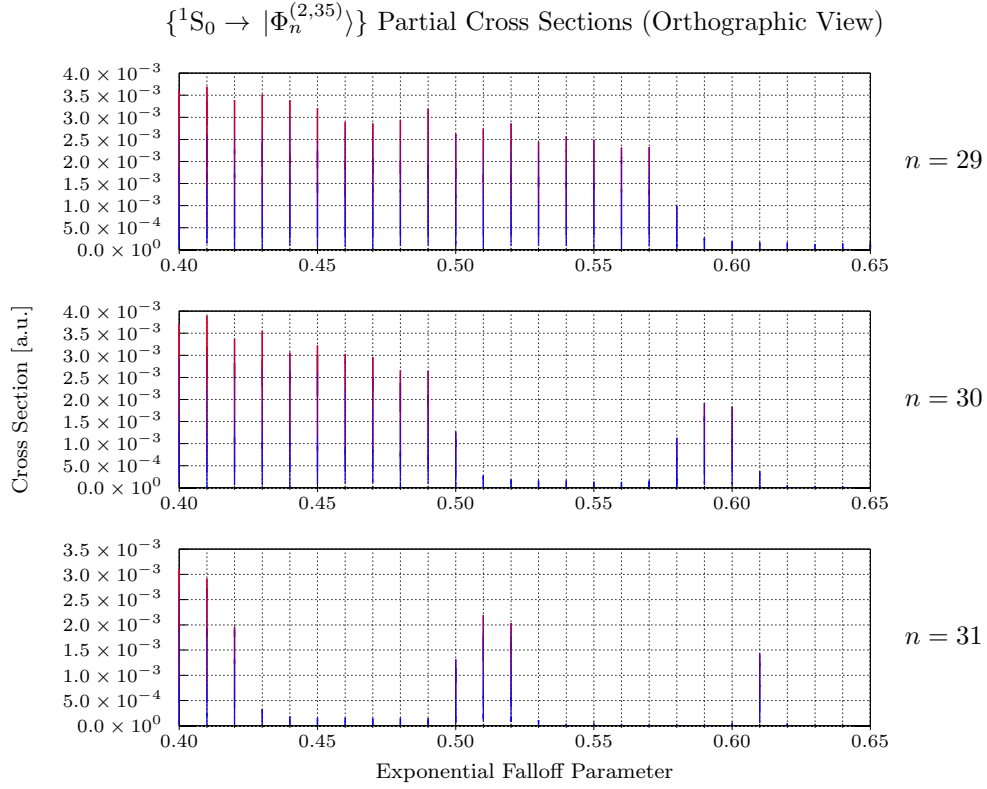 {¹S₀ → |Φₙ⁽²,³⁵⁾⟩} Partial Cross Sections (Orthographic View)
4.0 × 10⁻³
3.5 × 10⁻³
3.0 × 10⁻³
2.5 × 10⁻³
2.0 × 10⁻³
1.5 × 10⁻³
1.0 × 10⁻³
5.0 × 10⁻⁴
0.0 × 10⁰
0.40 0.45 0.50 0.55 0.60 0.65
n = 29
4.0 × 10⁻³
3.5 × 10⁻³
3.0 × 10⁻³
2.5 × 10⁻³
2.0 × 10⁻³
1.5 × 10⁻³
1.0 × 10⁻³
5.0 × 10⁻⁴
0.0 × 10⁰
0.40 0.45 0.50 0.55 0.60 0.65
n = 30
Cross Section [a.u.]
3.5 × 10⁻³
3.0 × 10⁻³
2.5 × 10⁻³
2.0 × 10⁻³
1.5 × 10⁻³
1.0 × 10⁻³
5.0 × 10⁻⁴
0.0 × 10⁰
0.40 0.45 0.50 0.55 0.60 0.65
n = 31
Exponential Falloff Parameter